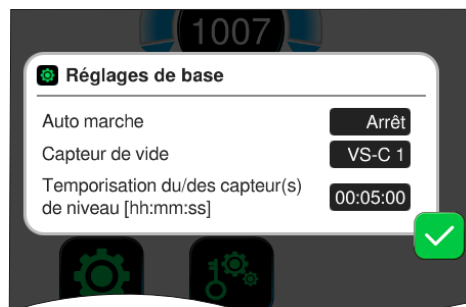 1007
Réglages de base
Auto marche
Arrêt
Capteur de vide
VS-C 1
Temporisation du/des capteur(s)
de niveau [hh:mm:ss]
00:05:00